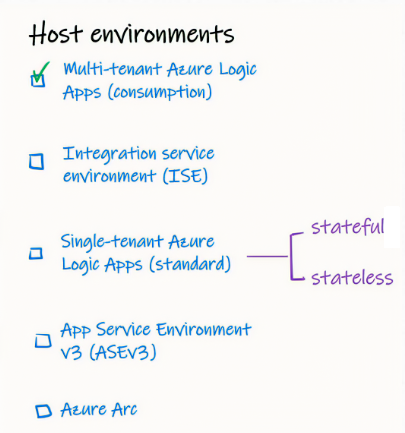 Host environments
Multi-tenant Azure Logic
Apps (consumption)
Integration service
environment (ISE)
Single-tenant Azure
Logic Apps (standard)
stateful
stateless
App Service Environment
v3 (ASEv3)
Azure Arc